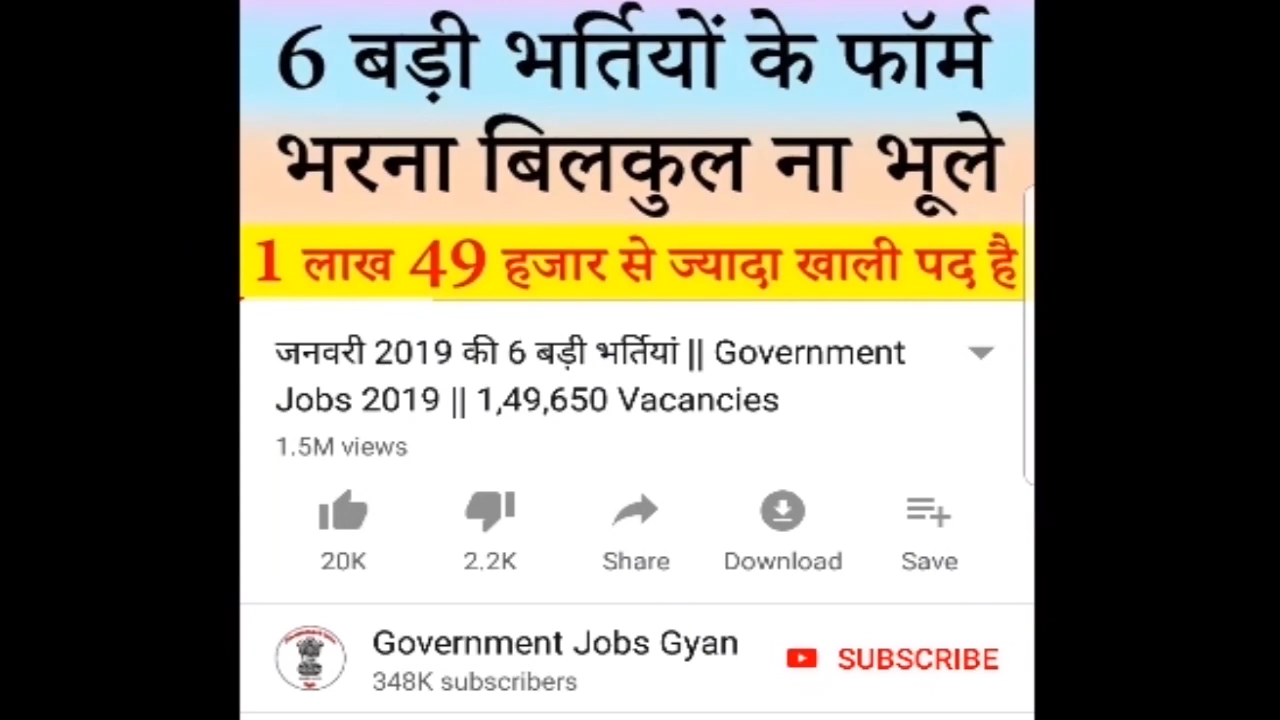 6 बड़ी भर्तियों के फॉर्म
भरना बिलकुल ना भूले
1 लाख 49 हजार से ज्यादा खाली पद है
जनवरी 2019 की 6 बड़ी भर्तियां || Government
Jobs 2019 || 1,49,650 Vacancies
1.5M views
20K 2.2K Share Download Save
Government Jobs Gyan
348K subscribers
SUBSCRIBE